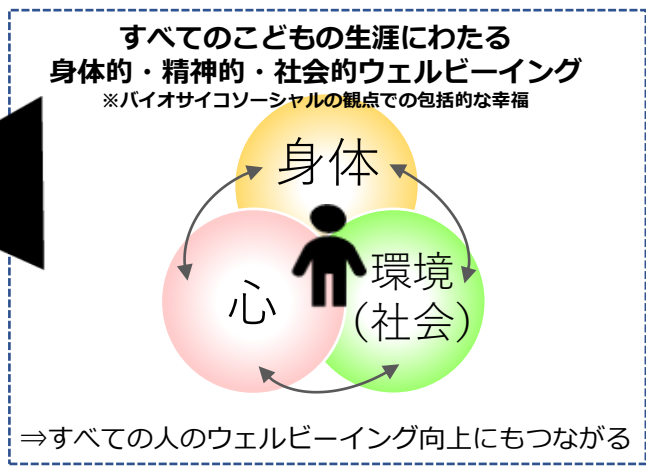 すべてのこどもの生涯にわたる
身体的・精神的・社会的ウェルビーイング
※バイオサイコソーシャルの観点での包括的な幸福
身体
心
環境
（社会）
⇒すべての人のウェルビーイング向上にもつながる